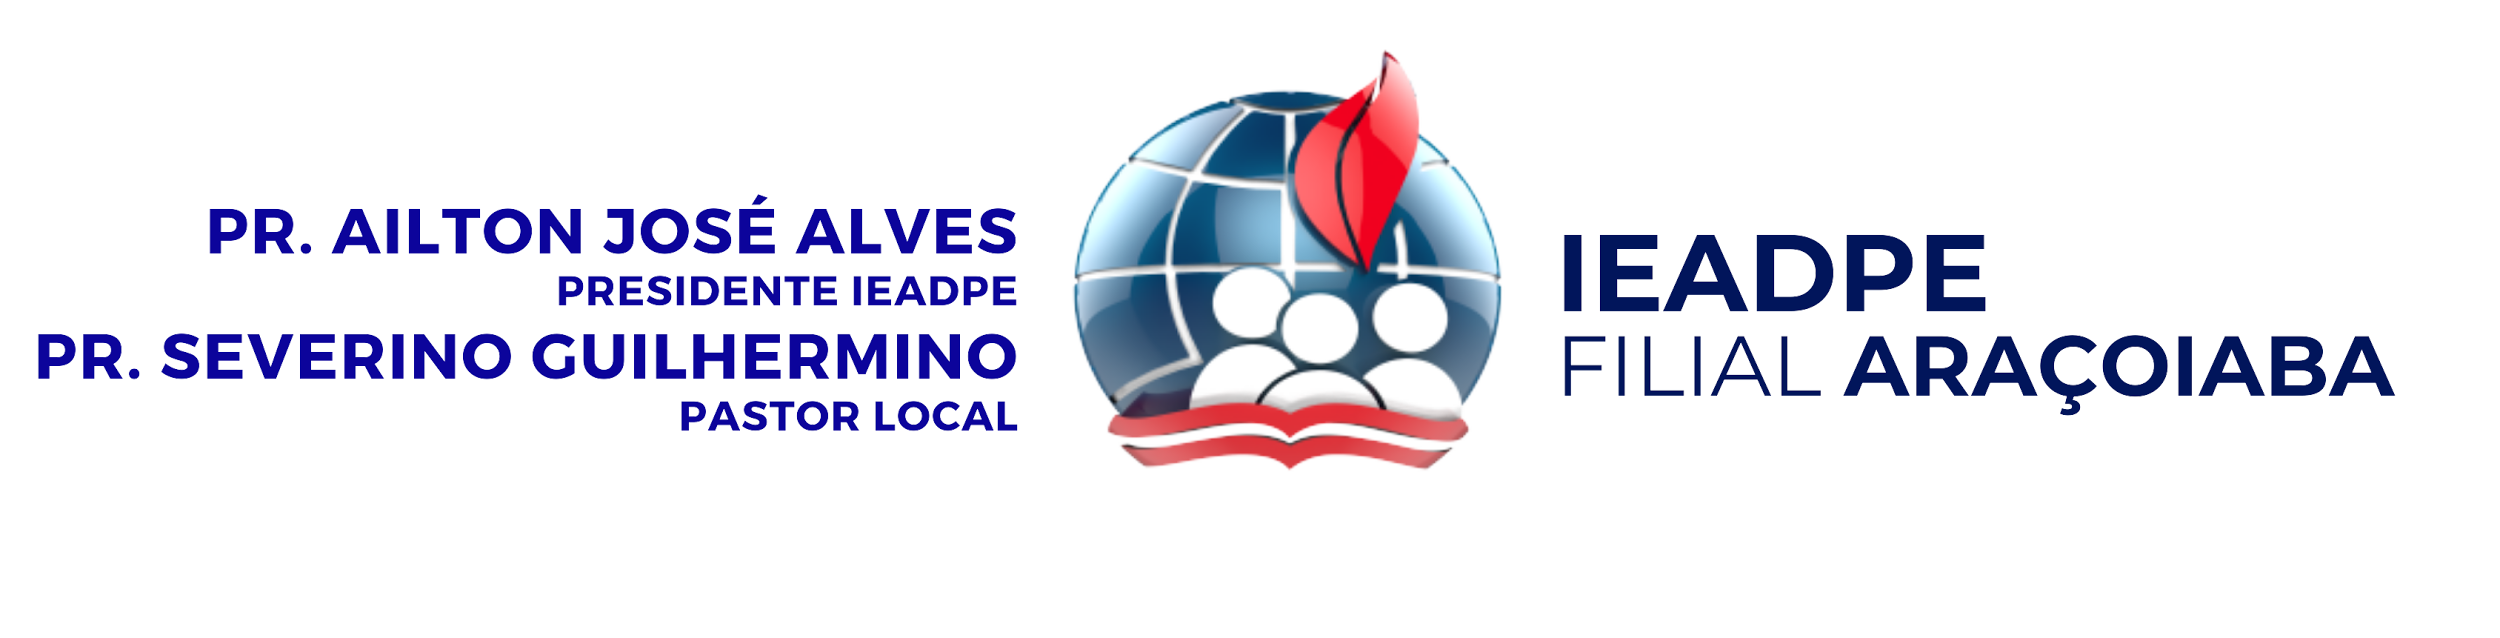 PR. AILTON JOSÉ ALVES
PRESIDENTE IEADPE
PR. SEVERINO GUILHERMINO
PASTOR LOCAL
IEADPE
FILIAL ARAÇOIABA